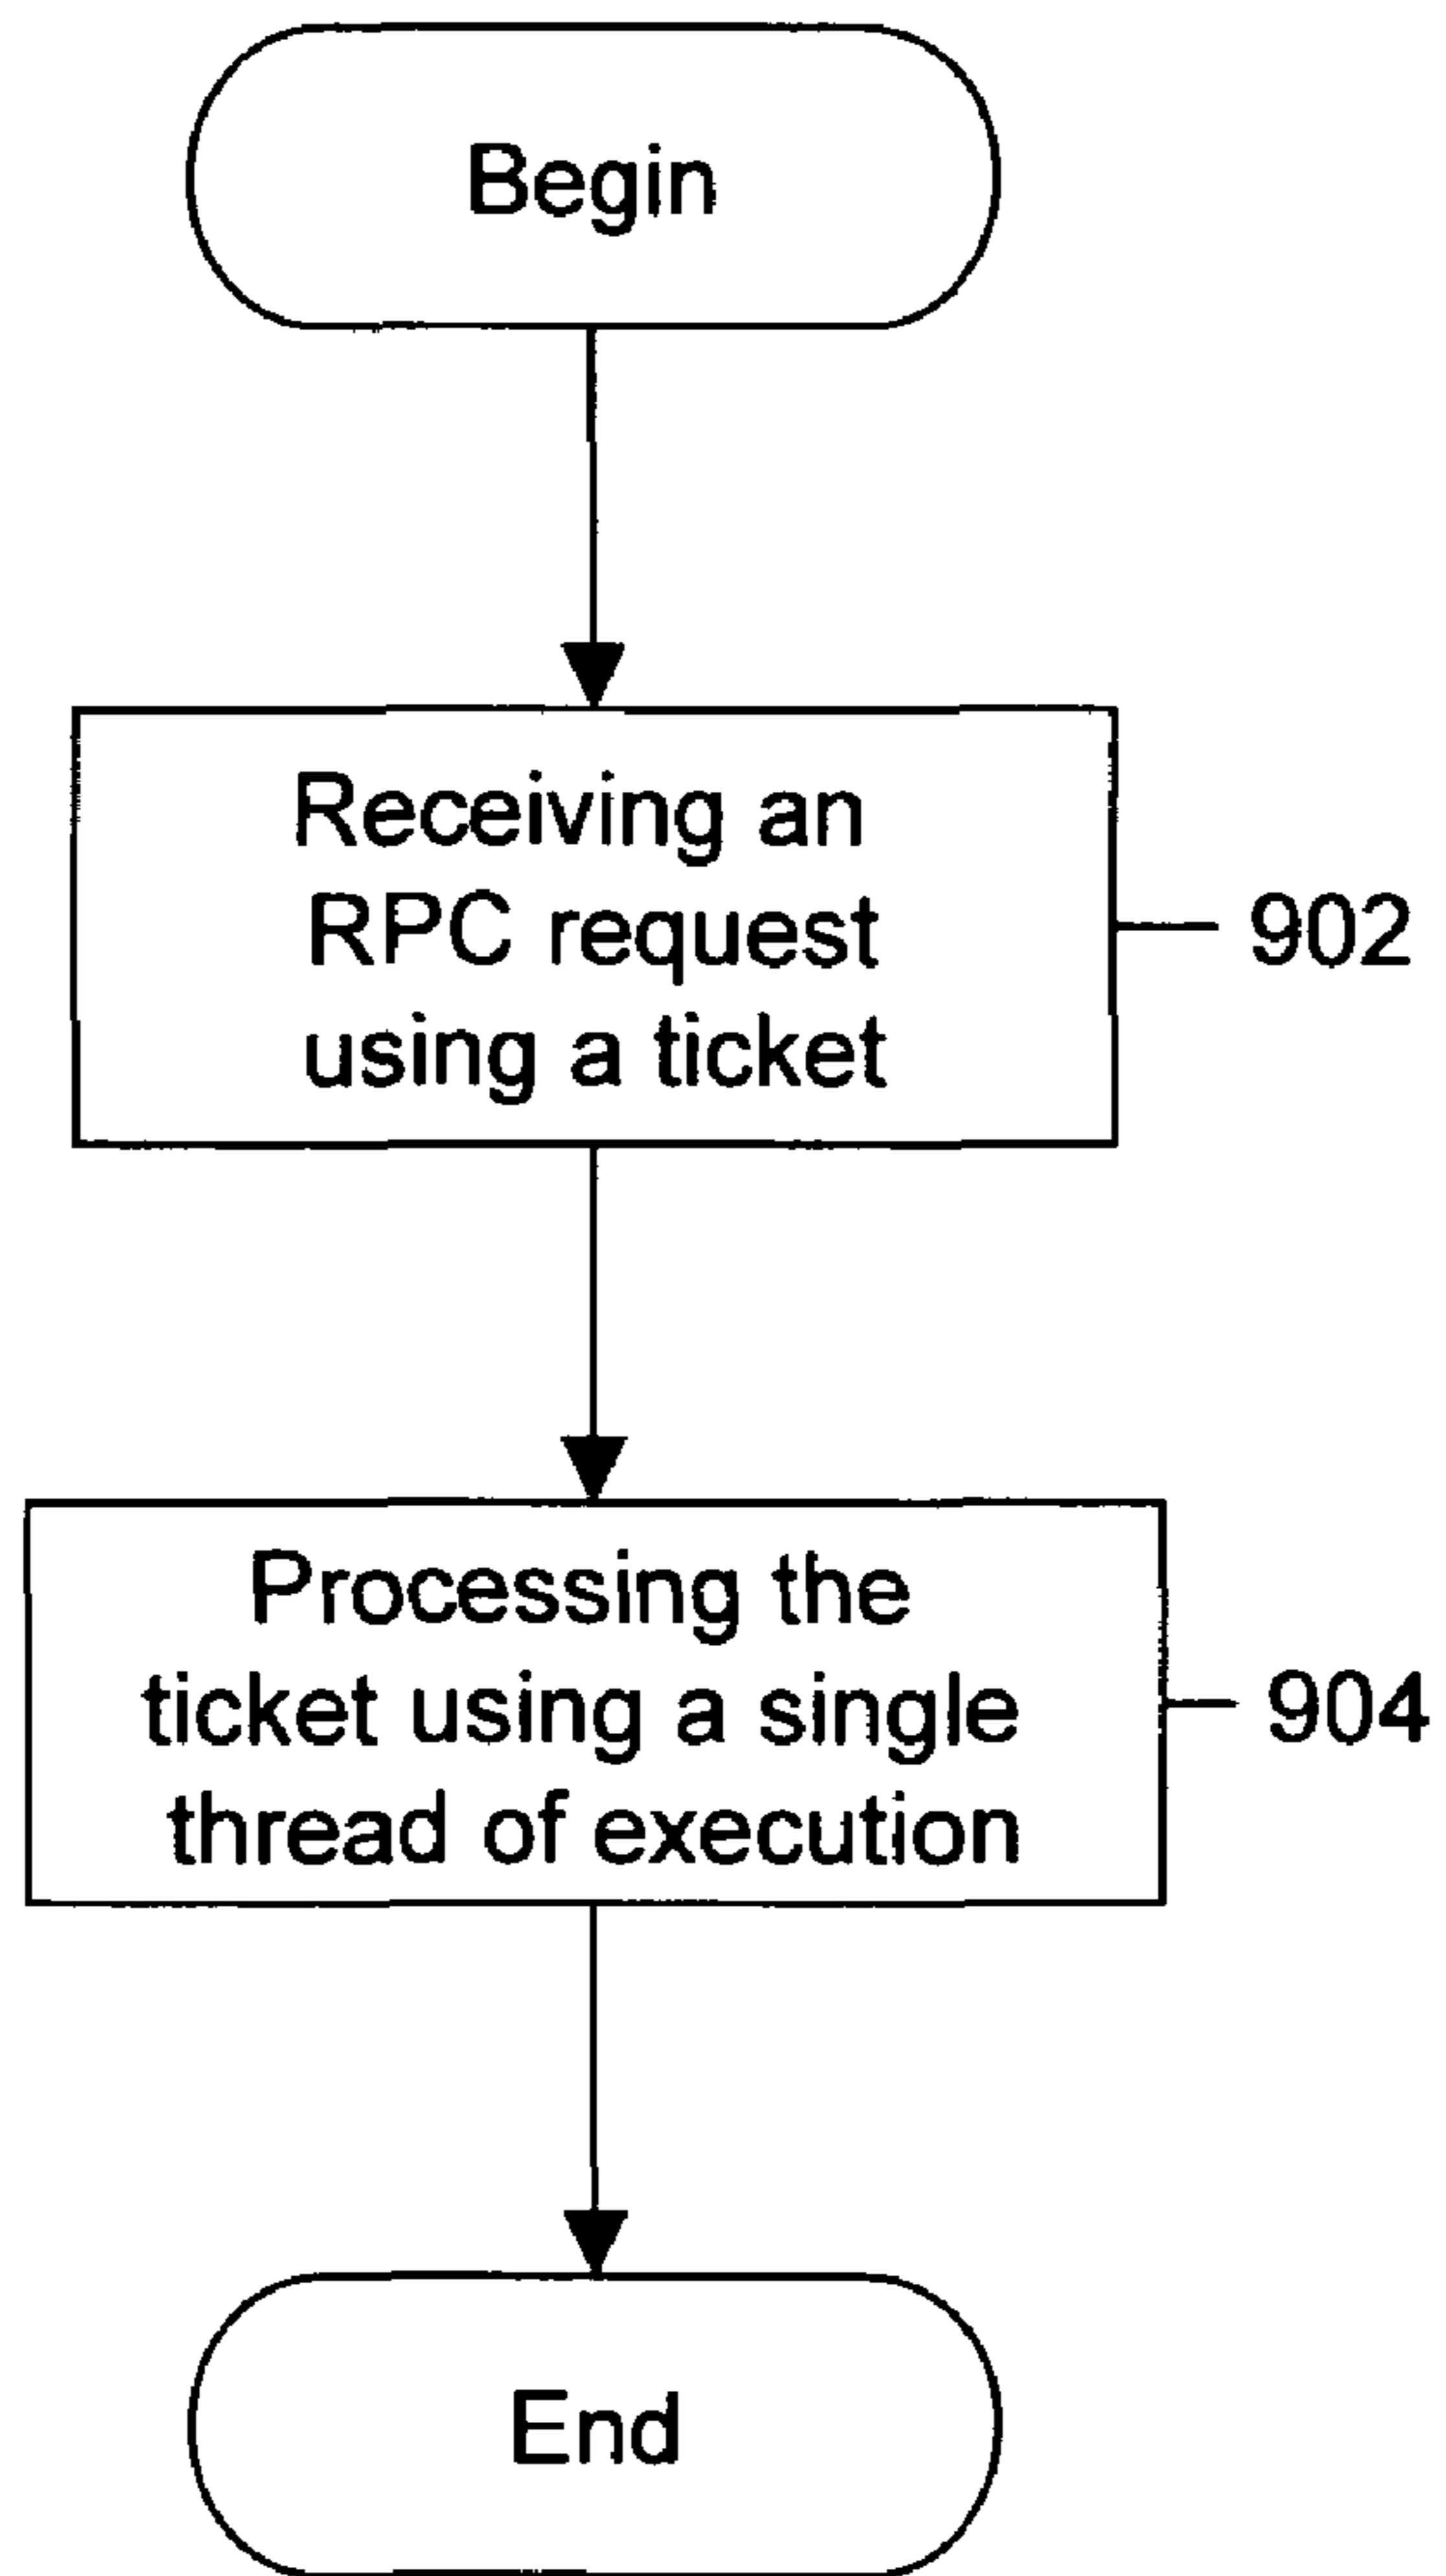 Begin
Receiving an
RPC request
using a ticket
902
Processing the
ticket using a single
thread of execution
904
End